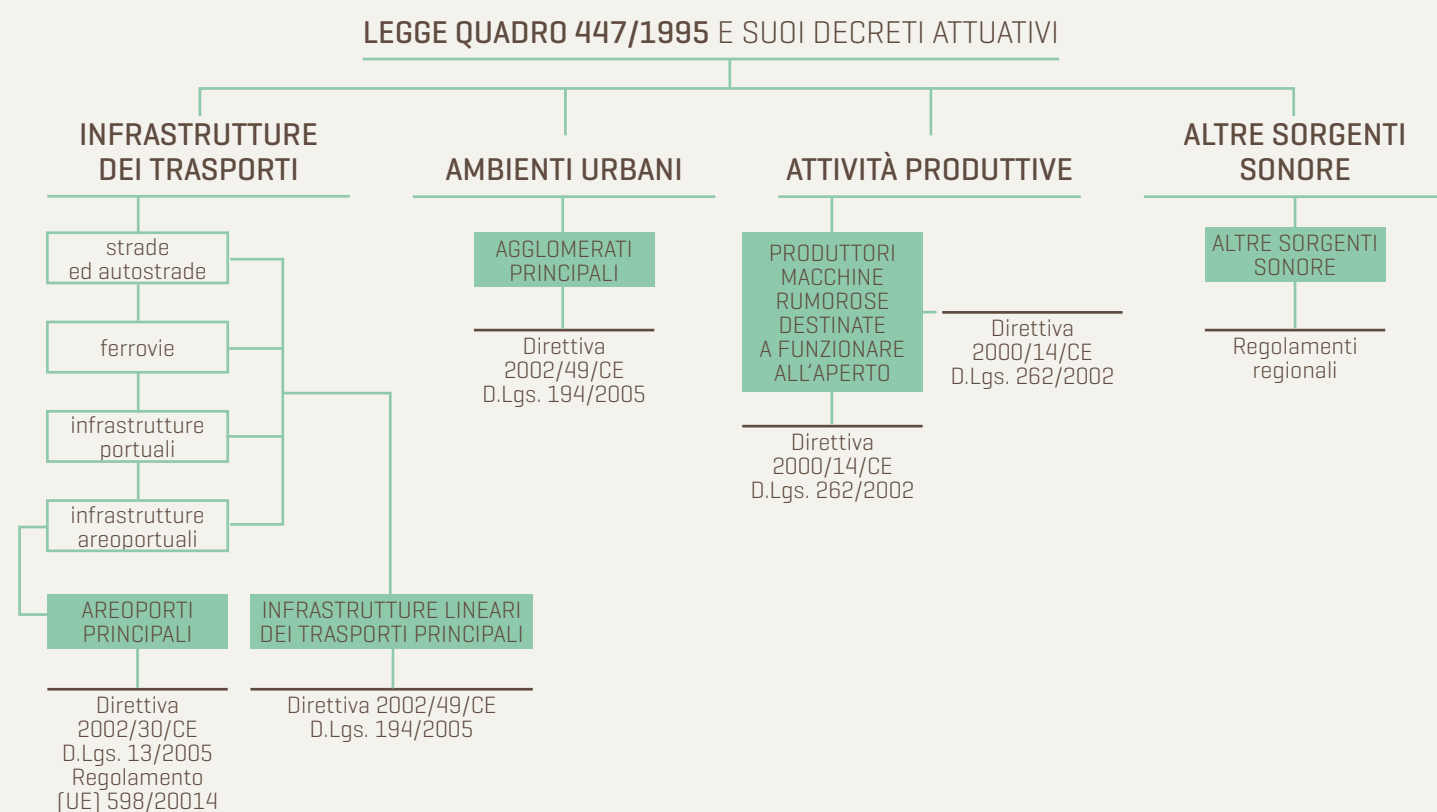 LEGGE QUADRO 447/1995 E SUOI DECRETI ATTUATIVI
INFRASTRUTTURE
DEI TRASPORTI
strade
ed autostrade
ferrovie
infrastrutture
portuali
infrastrutture
areoportuali
AREOPORTI
PRINCIPALI
Direttiva
2002/30/CE
D.Lgs. 13/2005
Regolamento
(UE) 598/20014
INFRASTRUTTURE LINEARI
DEI TRASPORTI PRINCIPALI
Direttiva 2002/49/CE
D.Lgs. 194/2005
AMBIENTI URBANI
AGGLOMERATI
PRINCIPALI
Direttiva
2002/49/CE
D.Lgs. 194/2005
ATTIVITÀ PRODUTTIVE
PRODUTTORI
MACCHINE
RUMOROSE
DESTINATE
A FUNZIONARE
ALL'APERTO
Direttiva
2000/14/CE
D.Lgs. 262/2002
Direttiva
2000/14/CE
D.Lgs. 262/2002
ALTRE SORGENTI
SONORE
ALTRE SORGENTI
SONORE
Regolamenti
regionali